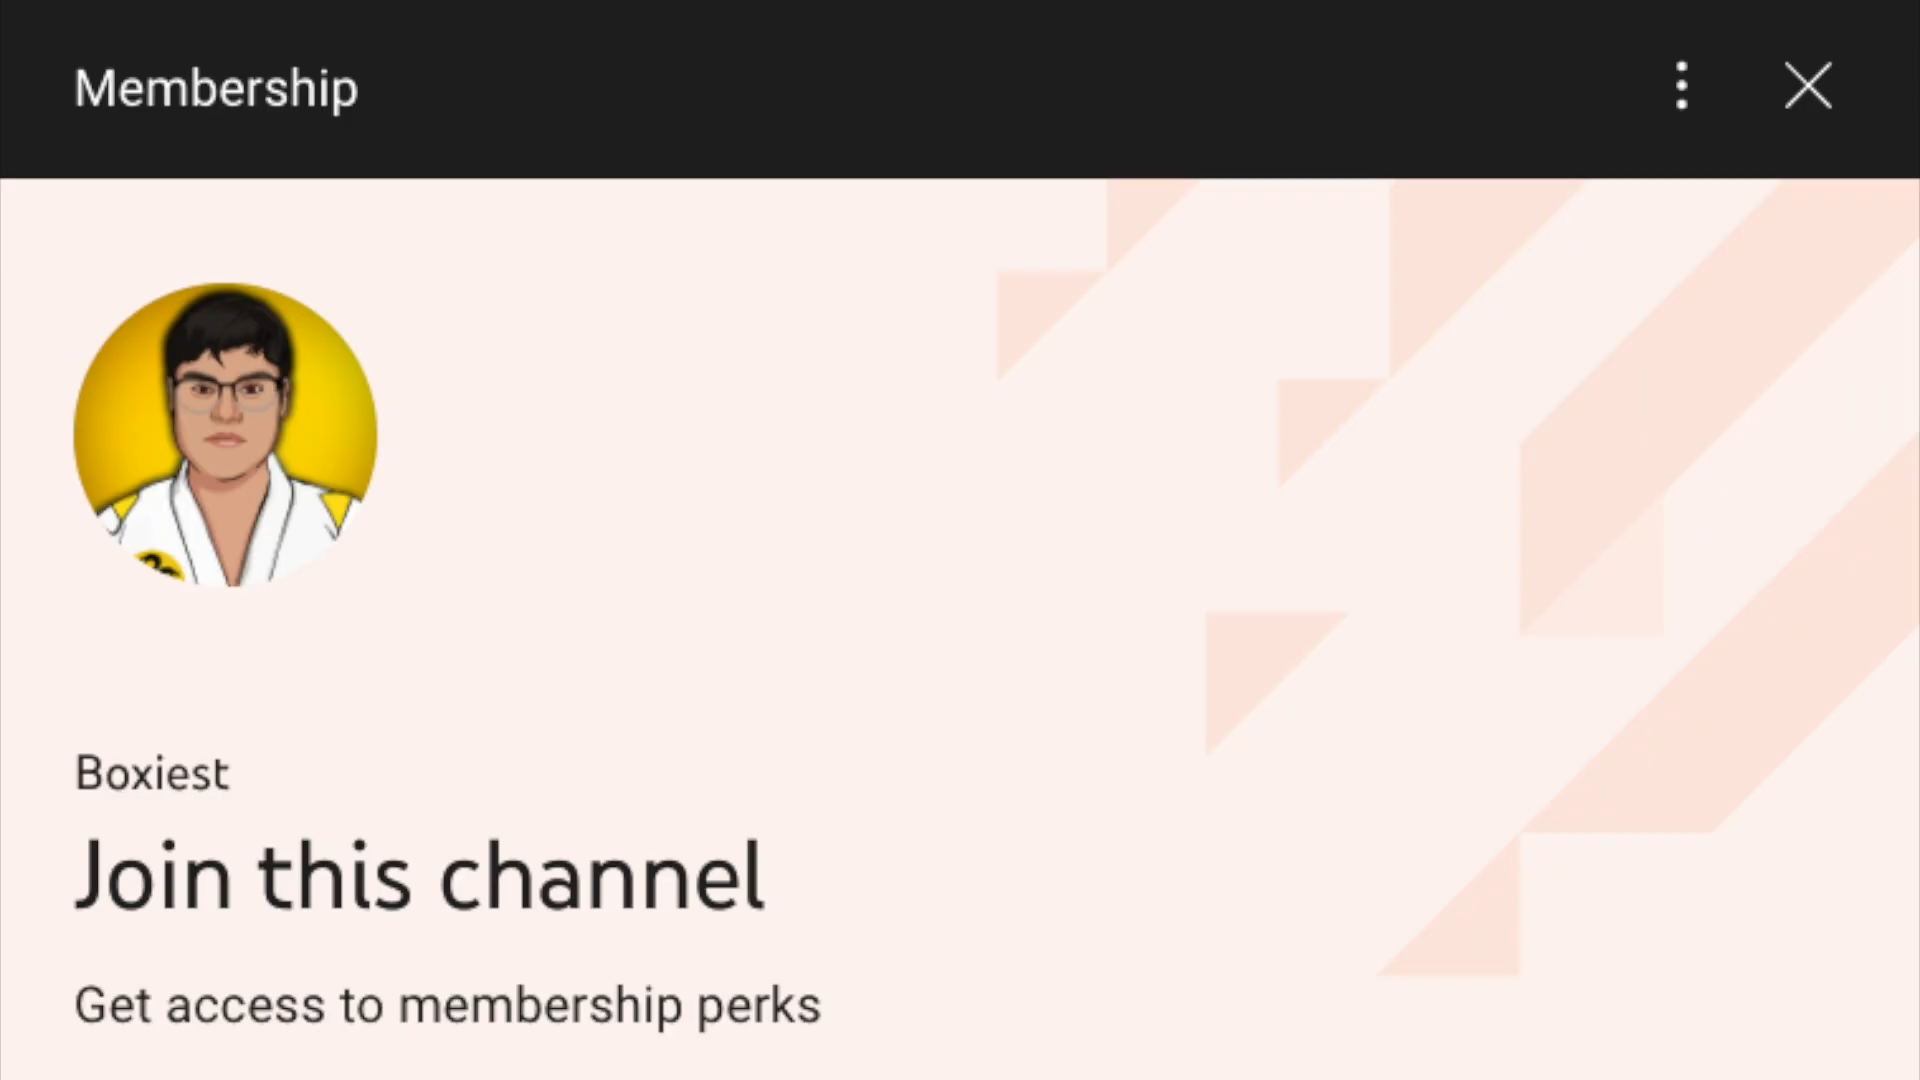 Membership
Boxiest
Join this channel
Get access to membership perks